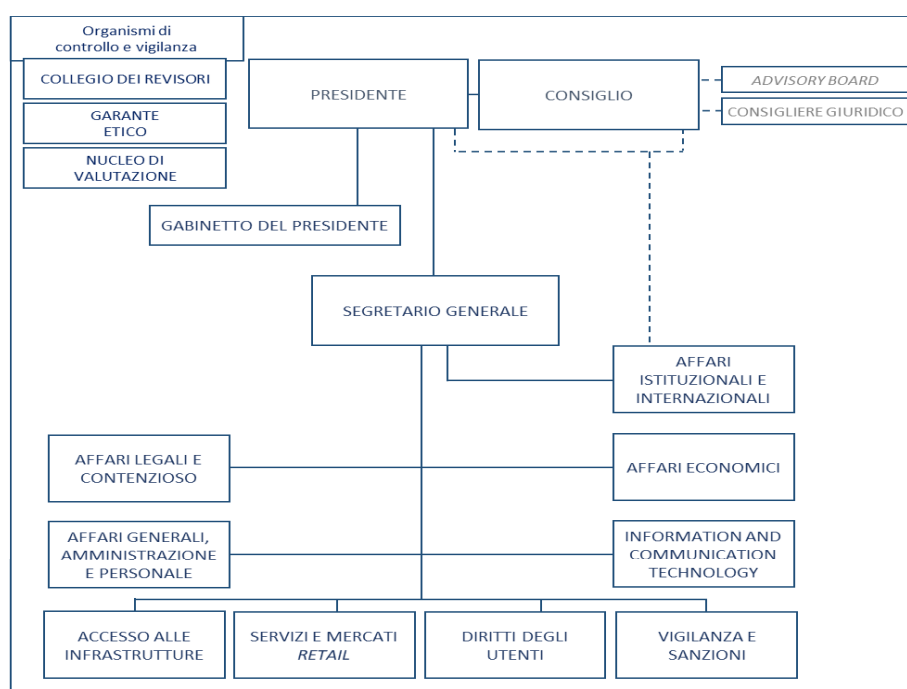 Organismi di
controllo e vigilanza
COLLEGIO DEI REVISORI
GARANTE
ETICO
NUCLEO DI
VALUTAZIONE
PRESIDENTE
CONSIGLIO
ADVISORY BOARD
CONSIGLIERE GIURIDICO
GABINETTO DEL PRESIDENTE
SEGRETARIO GENERALE
AFFARI
ISTITUZIONALI E
INTERNAZIONALI
AFFARI LEGALI E
CONTENZIOSO
AFFARI ECONOMICI
AFFARI GENERALI,
AMMINISTRAZIONE
E PERSONALE
INFORMATION AND
COMMUNICATION
TECHNOLOGY
ACCESSO ALLE
INFRASTRUTTURE
SERVIZI E MERCATI
RETAIL
DIRITTI DEGLI
UTENTI
VIGILANZA E
SANZIONI